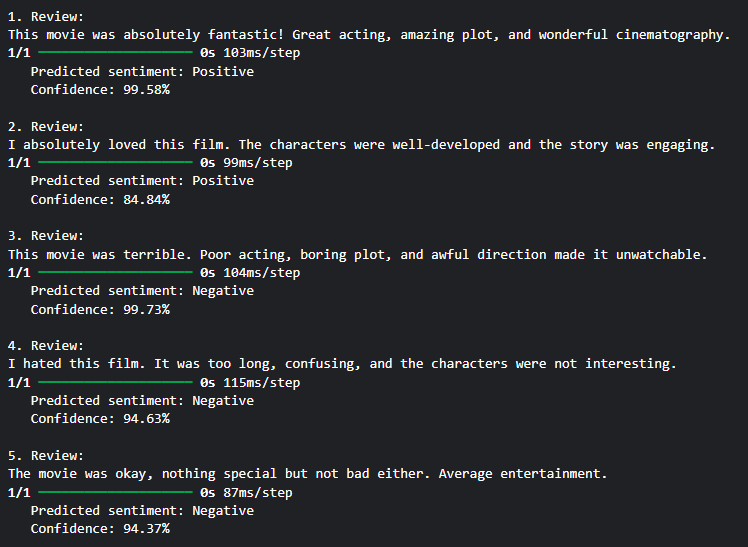 1. Review:
This movie was absolutely fantastic! Great acting, amazing plot, and wonderful cinematography.
1/1 ━━━━━━━━━━━━━━━━━━━━ 0s 103ms/step
Predicted sentiment: Positive
Confidence: 99.58%
2. Review:
I absolutely loved this film. The characters were well-developed and the story was engaging.
1/1 ━━━━━━━━━━━━━━━━━━━━ 0s 99ms/step
Predicted sentiment: Positive
Confidence: 84.84%
3. Review:
This movie was terrible. Poor acting, boring plot, and awful direction made it unwatchable.
1/1 ━━━━━━━━━━━━━━━━━━━━ 0s 104ms/step
Predicted sentiment: Negative
Confidence: 99.73%
4. Review:
I hated this film. It was too long, confusing, and the characters were not interesting.
1/1 ━━━━━━━━━━━━━━━━━━━━ 0s 115ms/step
Predicted sentiment: Negative
Confidence: 94.63%
5. Review:
The movie was okay, nothing special but not bad either. Average entertainment.
1/1 ━━━━━━━━━━━━━━━━━━━━ 0s 87ms/step
Predicted sentiment: Negative
Confidence: 94.37%